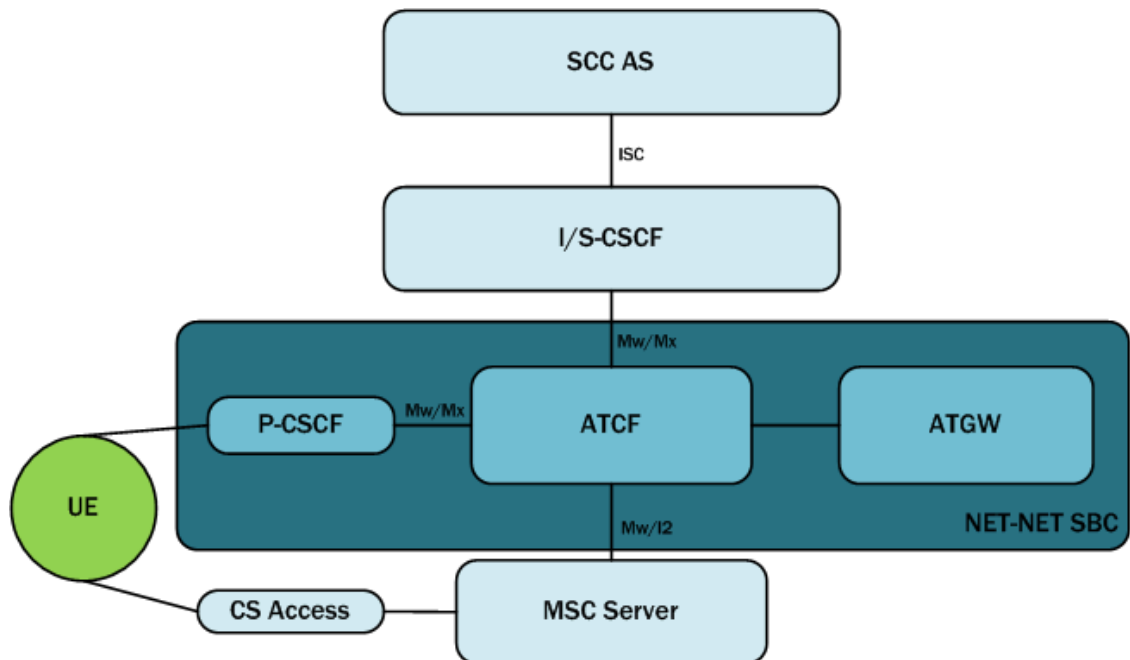 SCC AS
ISC
I/S-CSCF
Mw/Mx
P-CSCF
Mw/Mx
ATCF
ATGW
UE
Mw/I2
NET-NET SBC
CS Access
MSC Server